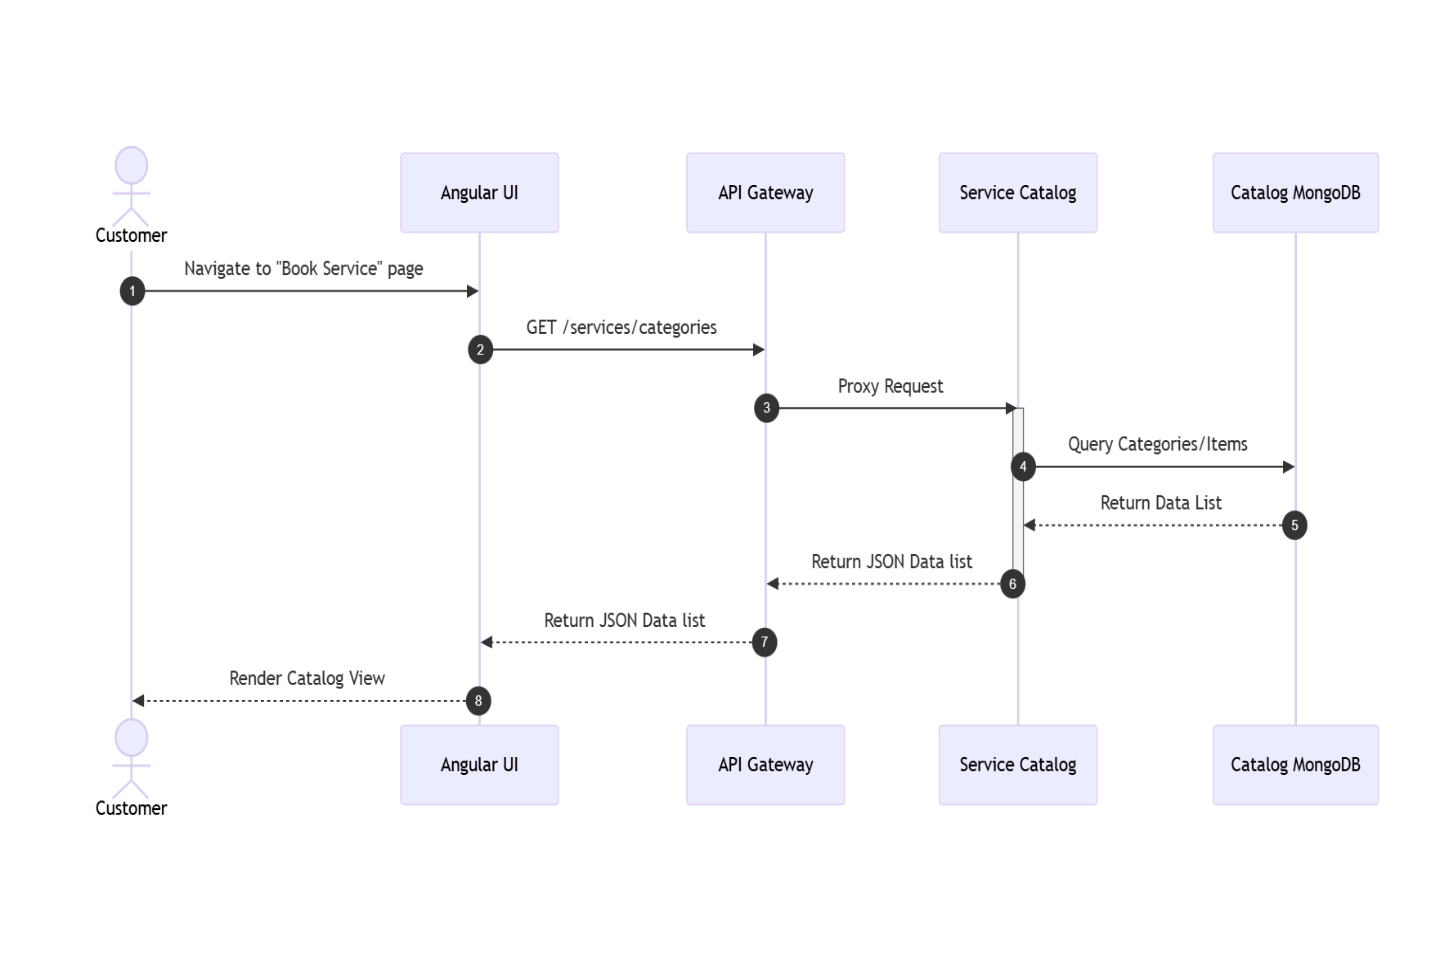 Customer
Angular UI
API Gateway
Service Catalog
Catalog MongoDB
Navigate to "Book Service" page
1
GET /services/categories
2
Proxy Request
3
Query Categories/Items
4
Return Data List
5
Return JSON Data list
6
Return JSON Data list
7
Render Catalog View
8
Customer
Angular UI
API Gateway
Service Catalog
Catalog MongoDB